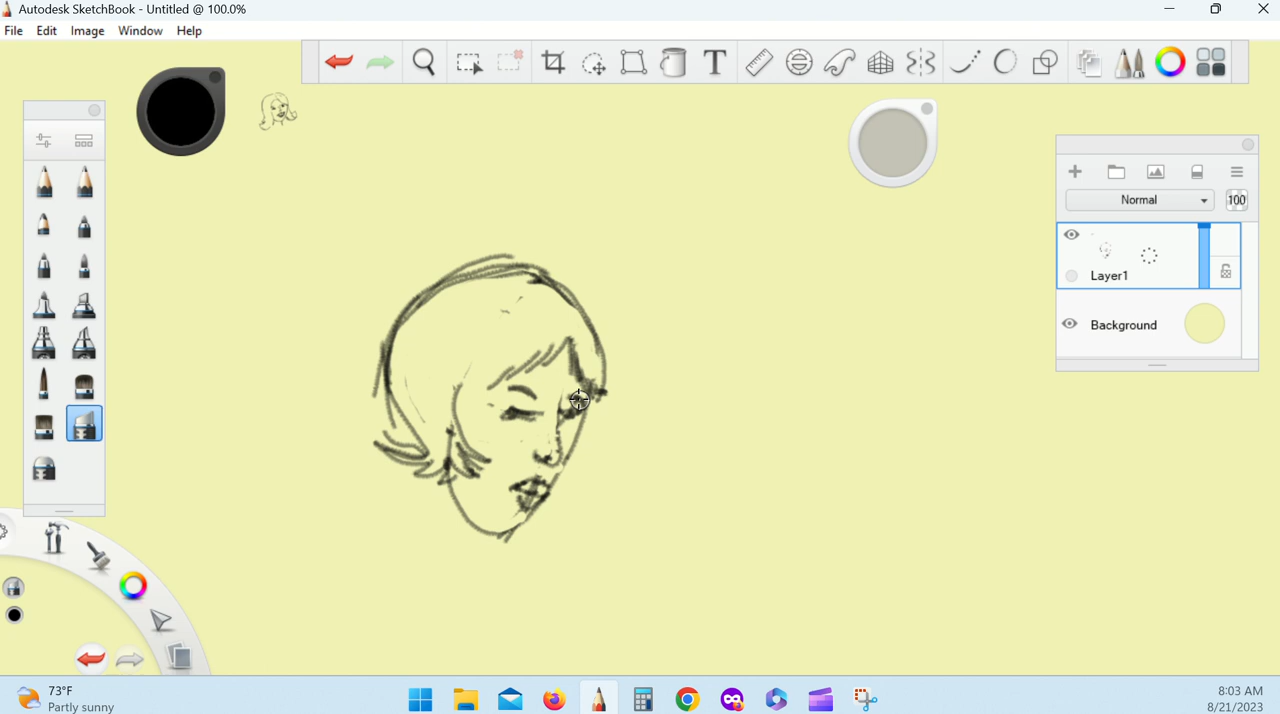 Autodesk SketchBook - Untitled @ 100.0%
File Edit Image Window Help
T
Normal 100
Layer1
Background
73°F
Partly sunny
8:03 AM
8/21/2023